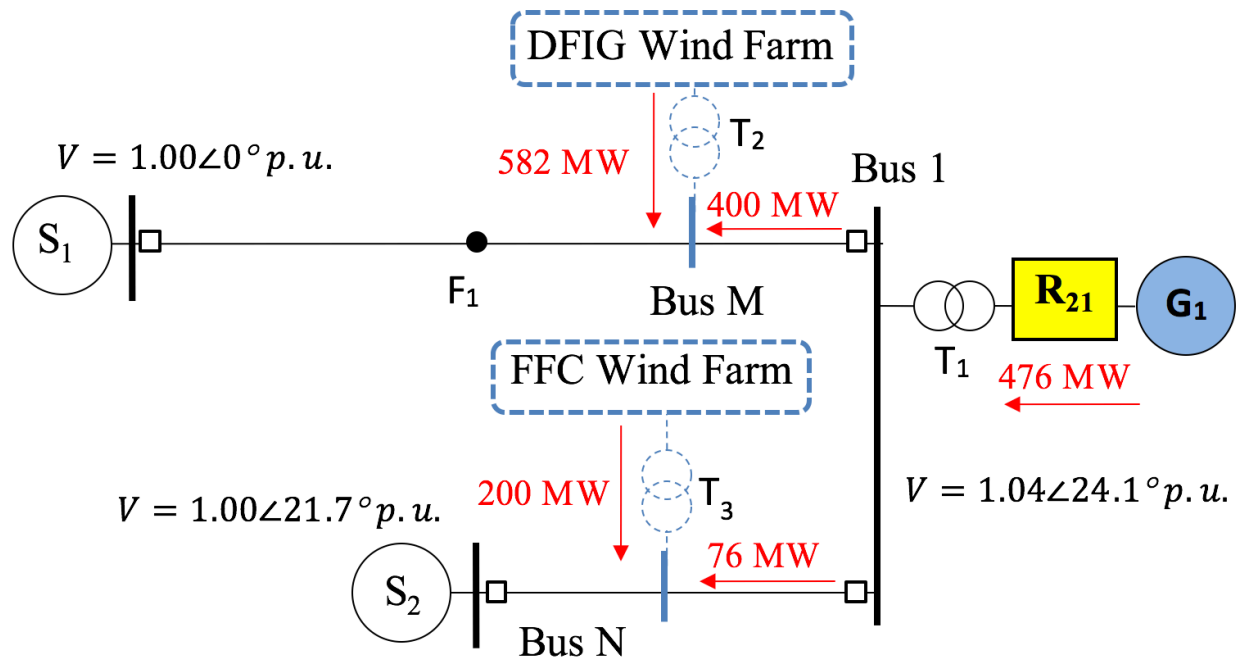 DFIG Wind Farm
V = 1.00∠0° p.u.
T₂
582 MW
Bus 1
400 MW
S₁
F₁
Bus M
R₂₁
G₁
T₁
FFC Wind Farm
476 MW
200 MW
T₃
V = 1.04∠24.1° p.u.
V = 1.00∠21.7° p.u.
76 MW
S₂
Bus N